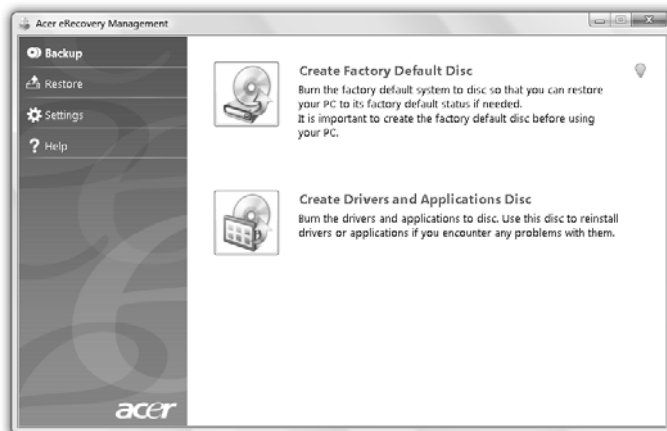 Acer eRecovery Management
Backup
Restore
Settings
Help
Create Factory Default Disc
Burn the factory default system to disc so that you can restore
your PC to its factory default status if needed.
It is important to create the factory default disc before using
your PC.
Create Drivers and Applications Disc
Burn the drivers and applications to disc. Use this disc to reinstall
drivers or applications if you encounter any problems with them.
acer